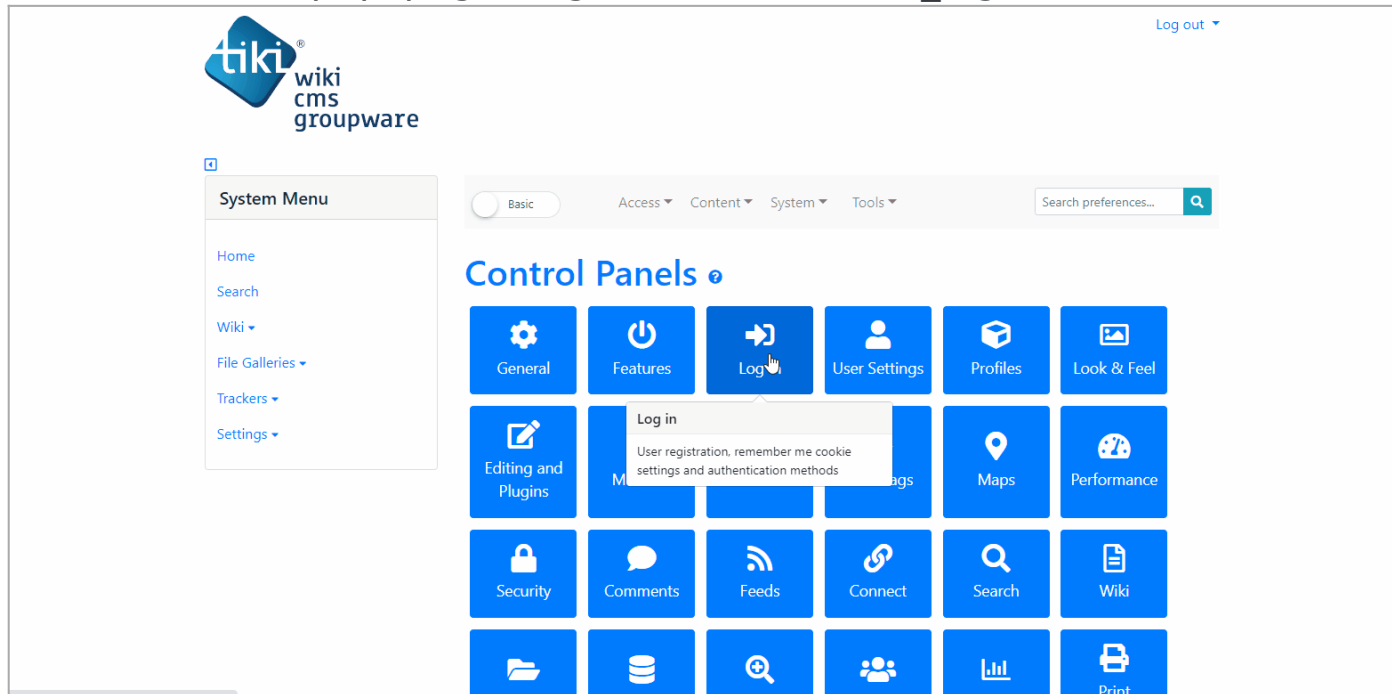 Log out
tiki®
wiki
cms
groupware
System Menu
Basic
Access
Content
System
Tools
Search preferences...
Home
Search
Wiki
File Galleries
Trackers
Settings
Control Panels
General
Features
Log
User Settings
Profiles
Look & Feel
Log in
User registration, remember me cookie
settings and authentication methods
Editing and
Plugins
M
ags
Maps
Performance
Security
Comments
Feeds
Connect
Search
Wiki
Print